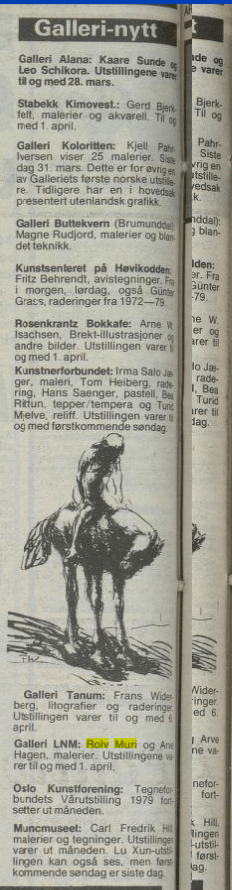 Galleri-nytt
Galleri Alana: Kaare Sunde og
Leo Schikora. Utstillingene varer
til og med 28. mars.
Stabekk Kimovest.: Gerd Bjerk-
felt, malerier og akvarell. Til og
med 1. april.
Galleri Koloritten: Kjell Pahr-
Iversen viser 25 malerier. Siste
dag 31. mars. Dette er for øvrig en
av Galleriets første norske utstille-
re. Tidligere har en i hovedsak
presentert utenlandsk grafikk.
Galleri Buttekvern (Brumunddal):
Magne Rudjord, malerier og blan-
det teknikk.
Kunstsenteret på Høvikodden:
Fritz Behrendt, avistegninger. Fra
i morgen, lørdag, også Günter
Grass, raderinger fra 1972—79.
Rosenkrantz Bokkafe: Arne W.
Isachsen, Brekt-illustrasjoner og
andre bilder. Utstillingen varer til
og med 1. april.
Kunstnerforbundet: Irma Salo Jæ-
ger, maleri, Tom Heiberg, rade-
ring, Hans Saenger, pastell, Bea
Rittun, tepper/tempera og Turid
Mjelve, reliff. Utstillingen varer til
og med førstkommende søndag.
Galleri Tanum: Frans Wider-
berg, litografier og raderinger.
Utstillingen varer til og med 6.
april.
Galleri LNM: Rolv Muri og Arve
Hagen, malerier. Utstillingene va-
rer til og med 1. april.
Oslo Kunstforening: Tegnefor-
bundets Vårutstilling 1979 fort-
setter ut måneden.
Muncmuseet: Carl Fredrik Hill,
malerier og tegninger. Utstillingen
varer ut måneden. Lu Xun-utstil-
lingen kan også ses, men først-
kommende søndag er siste dag.